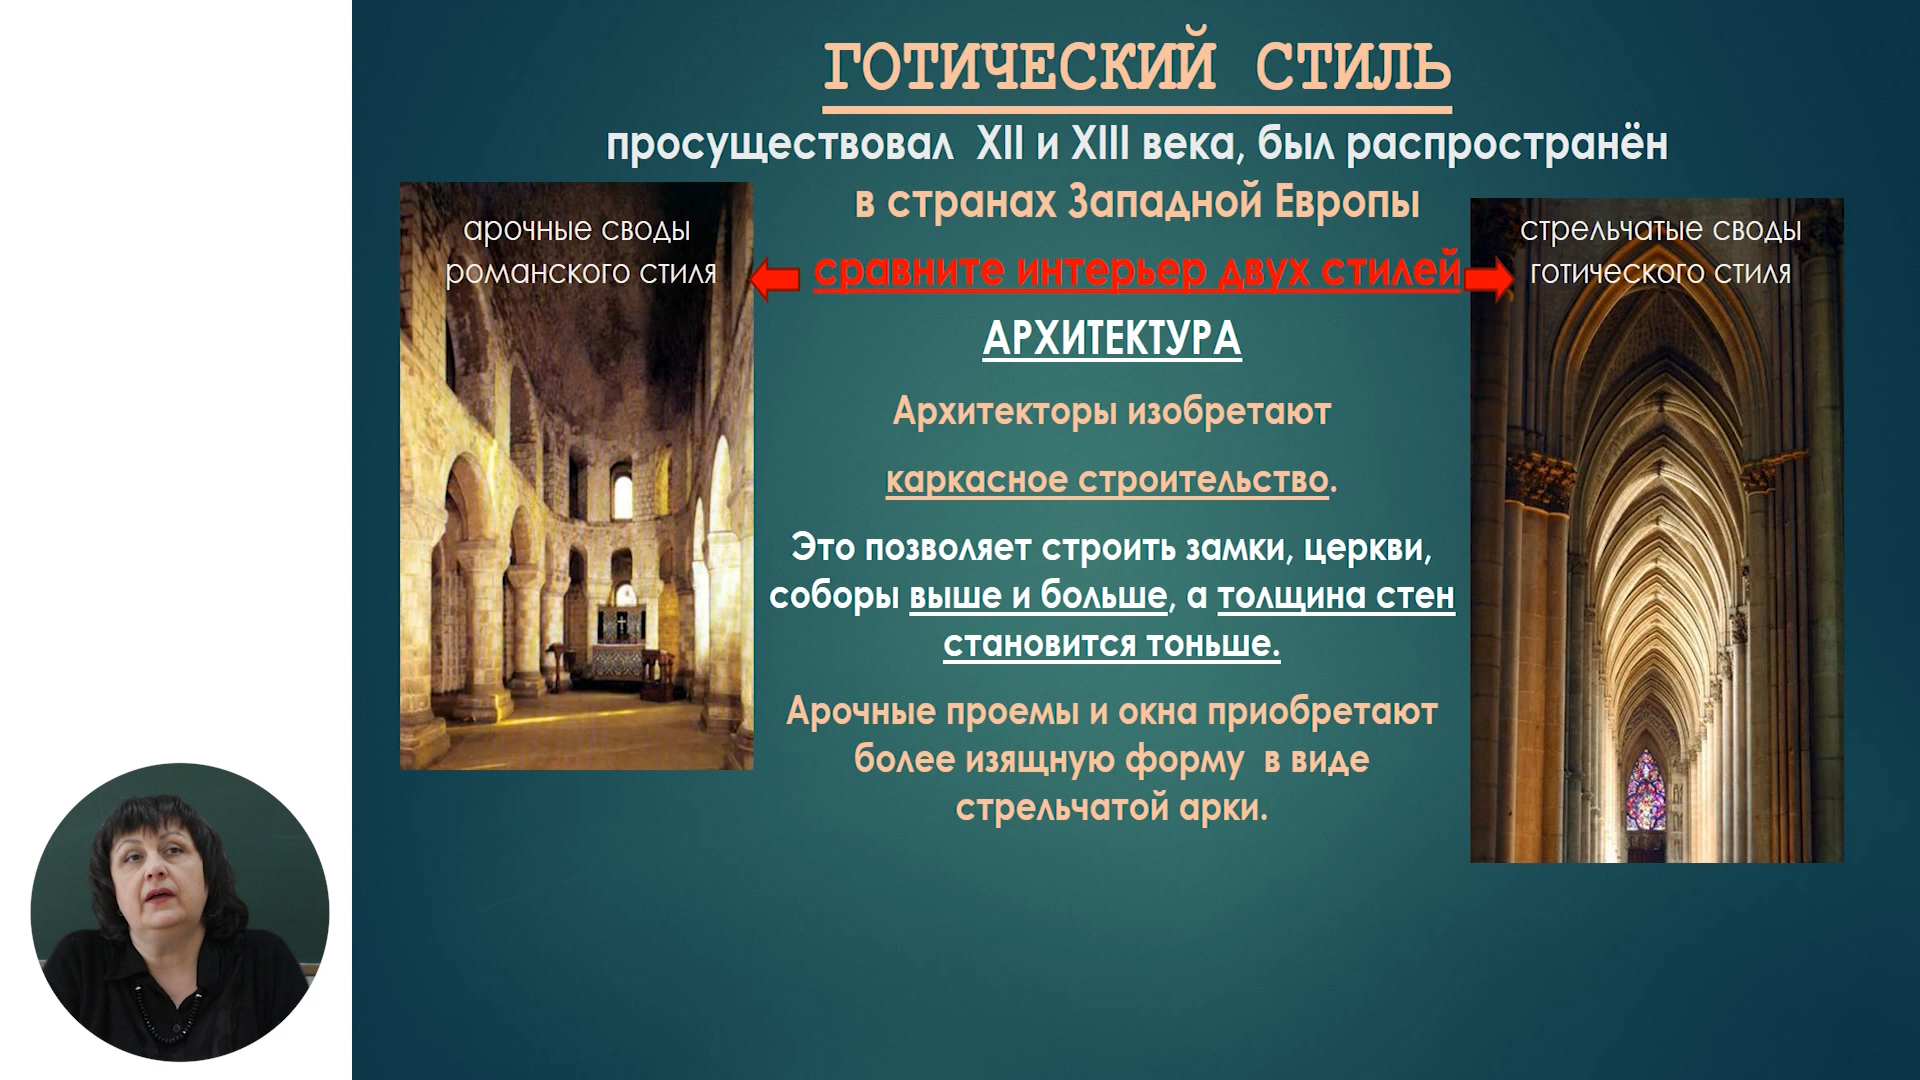 ГОТИЧЕСКИЙ СТИЛЬ
просуществовал XII и XIII века, был распространён
в странах Западной Европы
арочные своды
романского стиля
сравните интерьер двух стилей
стрельчатые своды
готического стиля
АРХИТЕКТУРА
Архитекторы изобретают
каркасное строительство.
Это позволяет строить замки, церкви,
соборы выше и больше, а толщина стен
становится тоньше.
Арочные проемы и окна приобретают
более изящную форму в виде
стрельчатой арки.